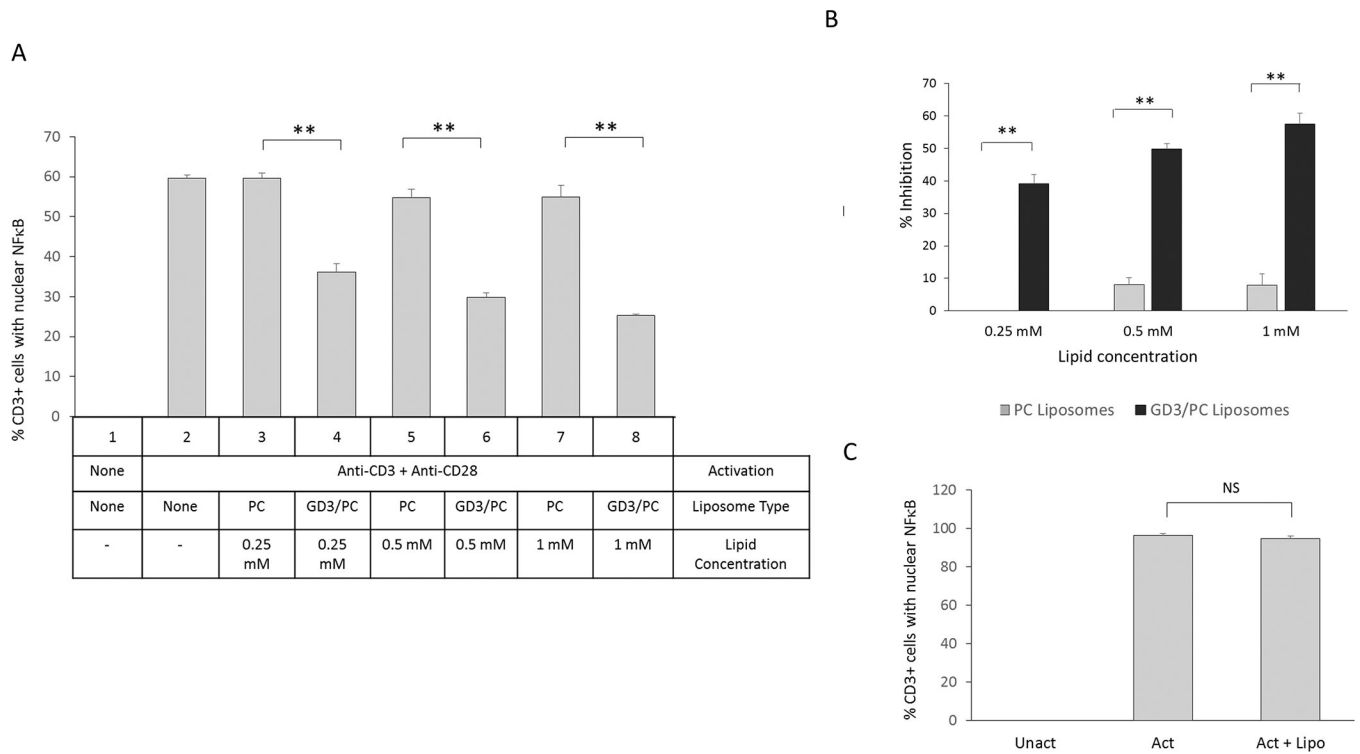 A
**
**
**
70
60
50
40
30
20
10
0
% CD3+ cells with nuclear NFκB
1 2 3 4 5 6 7 8
None Anti-CD3 + Anti-CD28 Activation
None None PC GD3/PC PC GD3/PC PC GD3/PC Liposome Type
- - 0.25 mM 0.25 mM 0.5 mM 0.5 mM 1 mM 1 mM Lipid Concentration
B
**
**
**
70
60
50
40
30
20
10
0
% Inhibition
0.25 mM 0.5 mM 1 mM
Lipid concentration
PC Liposomes GD3/PC Liposomes
C
NS
120
100
80
60
40
20
0
% CD3+ cells with nuclear NFκB
Unact Act Act + Lipo